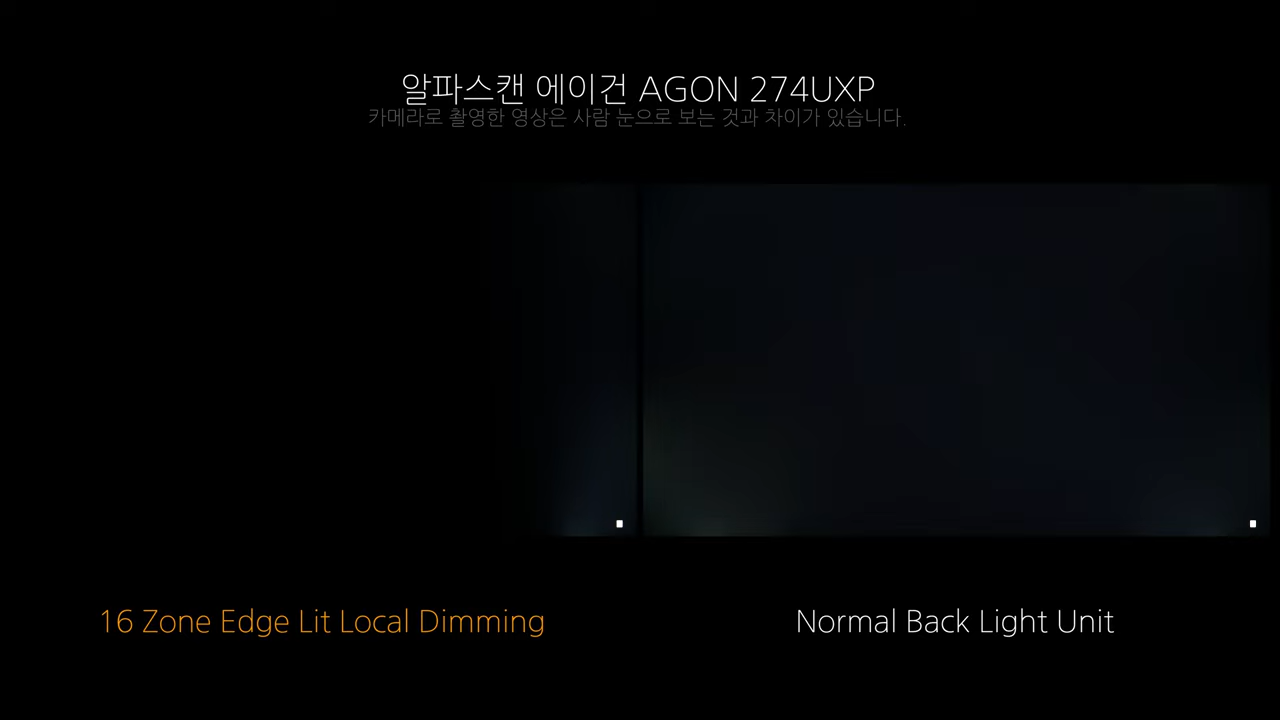 알파스캔 에이건 AGON 274UXP
카메라로 촬영한 영상은 사람 눈으로 보는 것과 차이가 있습니다.
16 Zone Edge Lit Local Dimming
Normal Back Light Unit